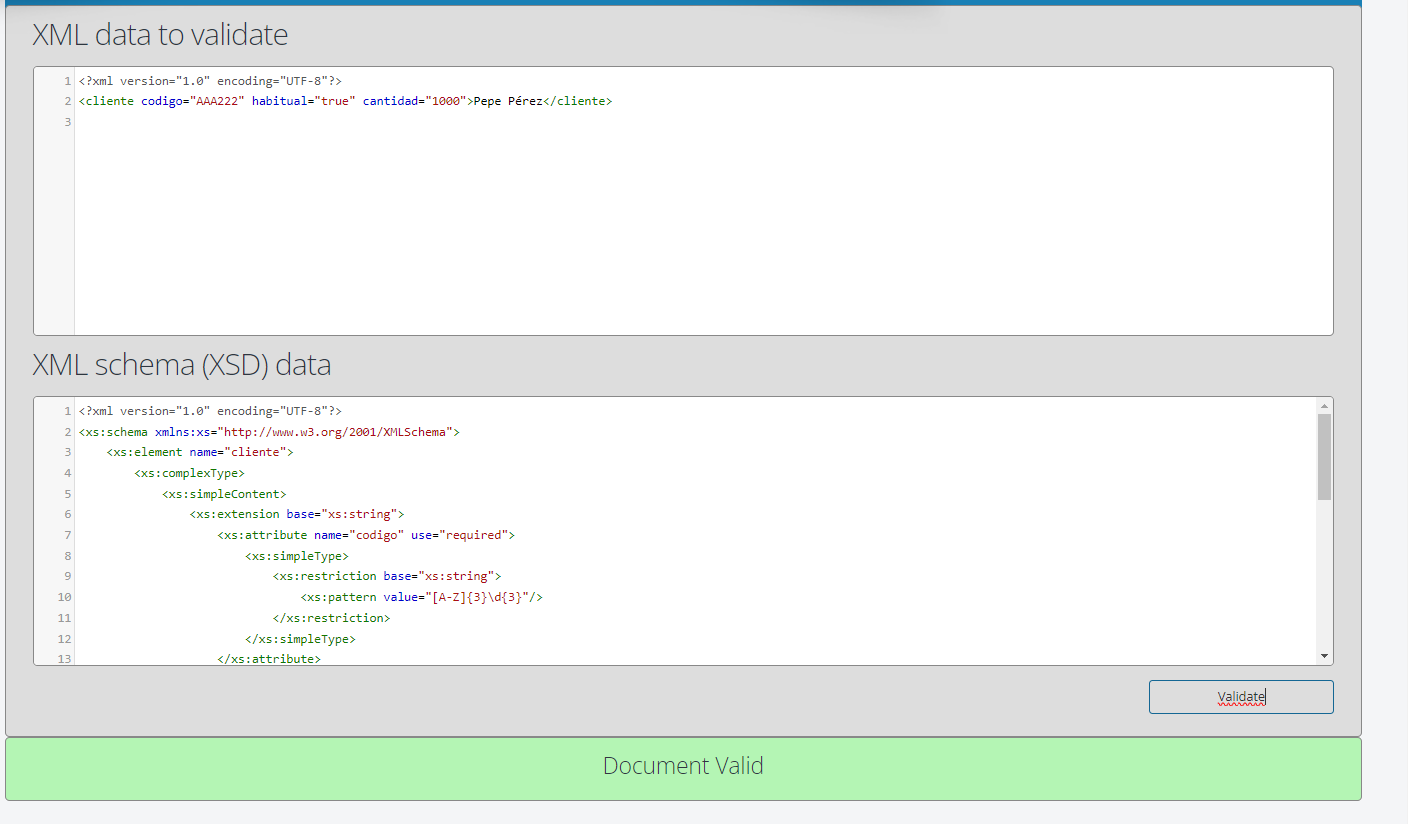 XML data to validate
1 <?xml version="1.0" encoding="UTF-8"?>
2 <cliente codigo="AAA222" habitual="true" cantidad="1000">Pepe Pérez</cliente>
3
XML schema (XSD) data
1 <?xml version="1.0" encoding="UTF-8"?>
2 <xs:schema xmlns:xs="http://www.w3.org/2001/XMLSchema">
3     <xs:element name="cliente">
4         <xs:complexType>
5             <xs:simpleContent>
6                 <xs:extension base="xs:string">
7                     <xs:attribute name="codigo" use="required">
8                         <xs:simpleType>
9                             <xs:restriction base="xs:string">
10                                 <xs:pattern value="[A-Z]{3}\d{3}"/>
11                             </xs:restriction>
12                         </xs:simpleType>
13                     </xs:attribute>
Validate
Document Valid